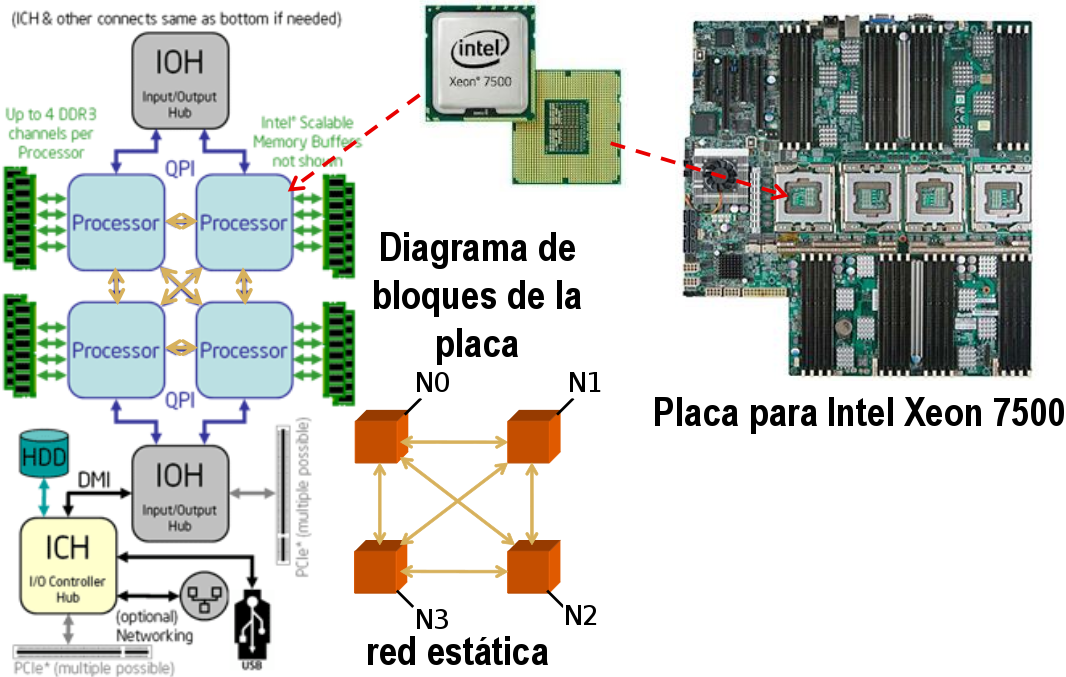 (ICH & other connects same as bottom if needed)
IOH
Input/Output
Hub
Up to 4 DDR3
channels per
Processor
Intel® Scalable
Memory Buffers
not shown
QPI
Processor
Processor
Processor
Processor
QPI
IOH
Input/Output
Hub
HDD
DMI
ICH
I/O Controller
Hub
(optional)
Networking
USB
PCIe* (multiple possible)
PCIe* (multiple possible)
intel
Xeon® 7500
Diagrama de
bloques de la
placa
N0
N1
N3
N2
red estática
Placa para Intel Xeon 7500